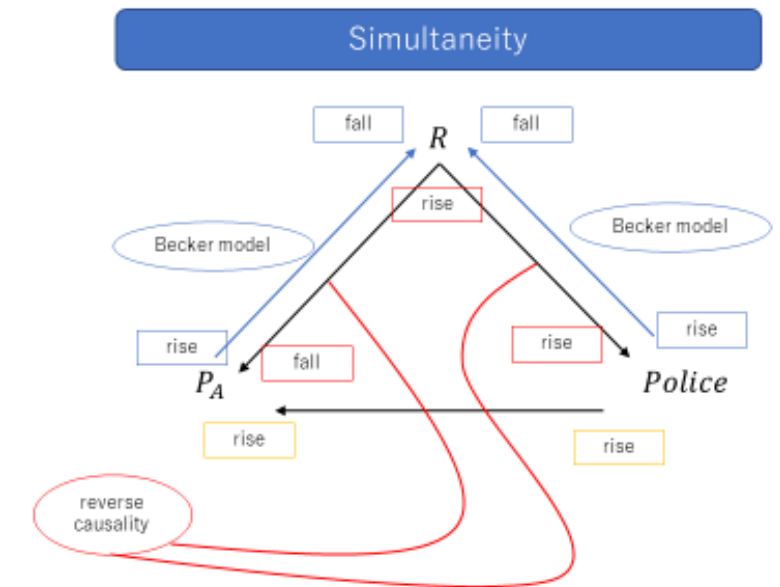 Simultaneity
fall
R
fall
rise
Becker model
Becker model
rise
fall
rise
rise
P_A
Police
rise
rise
reverse
causality